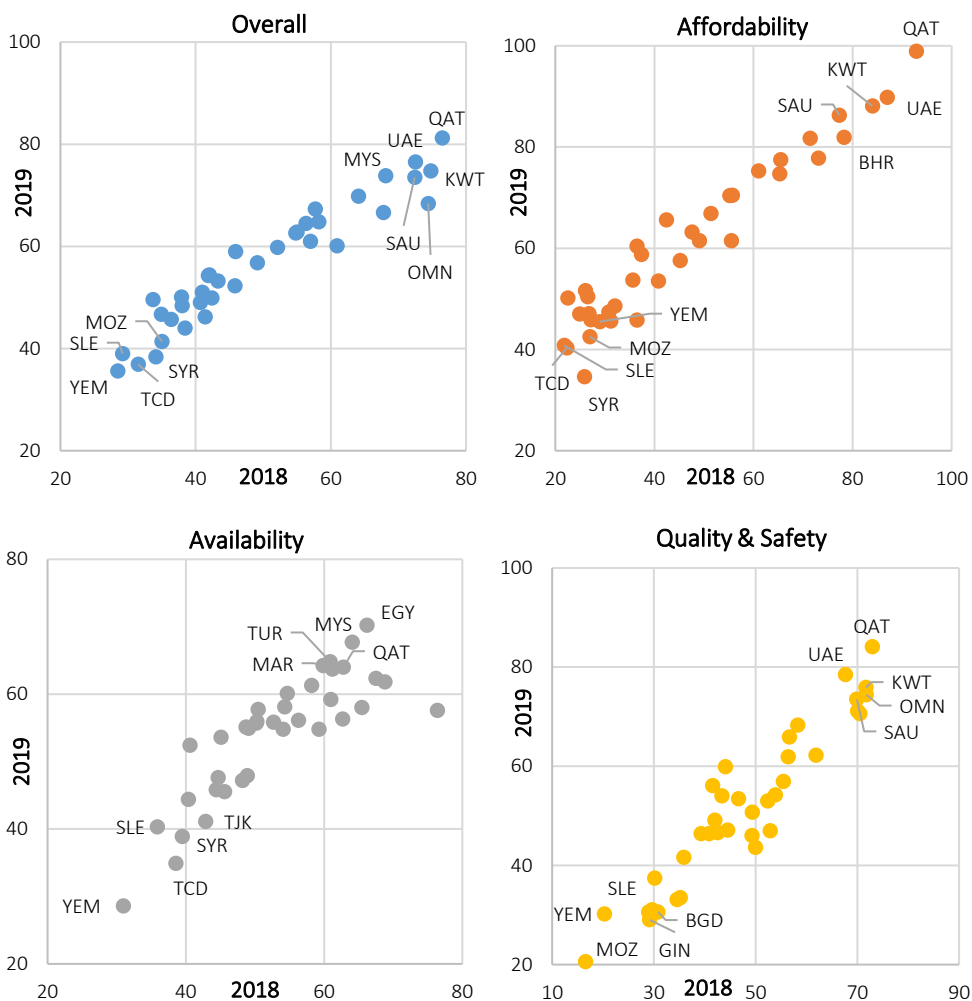 Overall
100
80
60
40
20
2019
20
40
60
80
2018
QAT
UAE
MYS
KWT
SAU
OMN
MOZ
SLE
YEM
SYR
TCD
Affordability
100
80
60
40
20
2019
20
40
60
80
100
2018
QAT
KWT
SAU
UAE
BHR
YEM
MOZ
TCD
SLE
SYR
Availability
80
60
40
20
2019
20
40
60
80
2018
EGY
MYS
TUR
QAT
MAR
SLE
TJK
SYR
TCD
YEM
Quality & Safety
100
80
60
40
20
2019
10
30
50
70
90
2018
QAT
UAE
KWT
OMN
SAU
SLE
YEM
BGD
MOZ
GIN